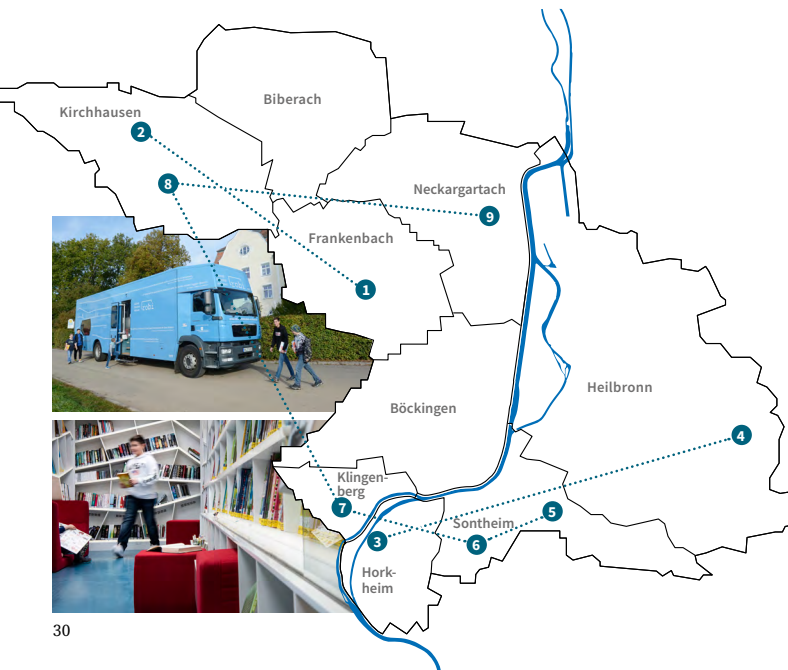 Biberach
Kirchhausen
2
8
Neckargartach
9
Frankenbach
1
Heilbronn
Böckingen
4
Klingen-
berg
7
5
Sontheim
3
6
Hork-
heim
30